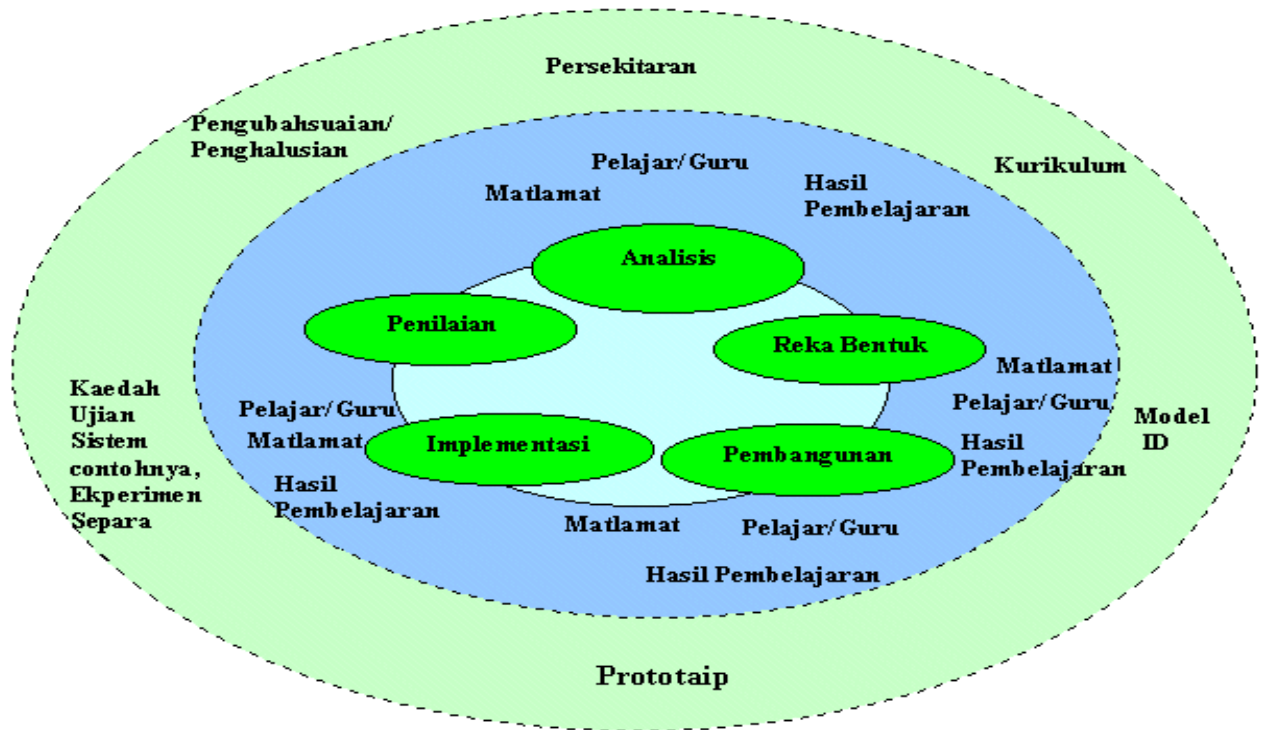 Persekitaran
Pengubahsuaian/
Penghalusian
Kurikulum
Pelajar/Guru
Matlamat
Hasil
Pembelajaran
Analisis
Penilaian
Reka Bentuk
Matlamat
Pelajar/Guru
Hasil
Pembelajaran
Model
ID
Kaedah
Ujian
Sistem
contohnya,
Ekperimen
Separa
Pelajar/Guru
Matlamat
Hasil
Pembelajaran
Implementasi
Pembangunan
Matlamat
Pelajar/Guru
Hasil Pembelajaran
Prototaip